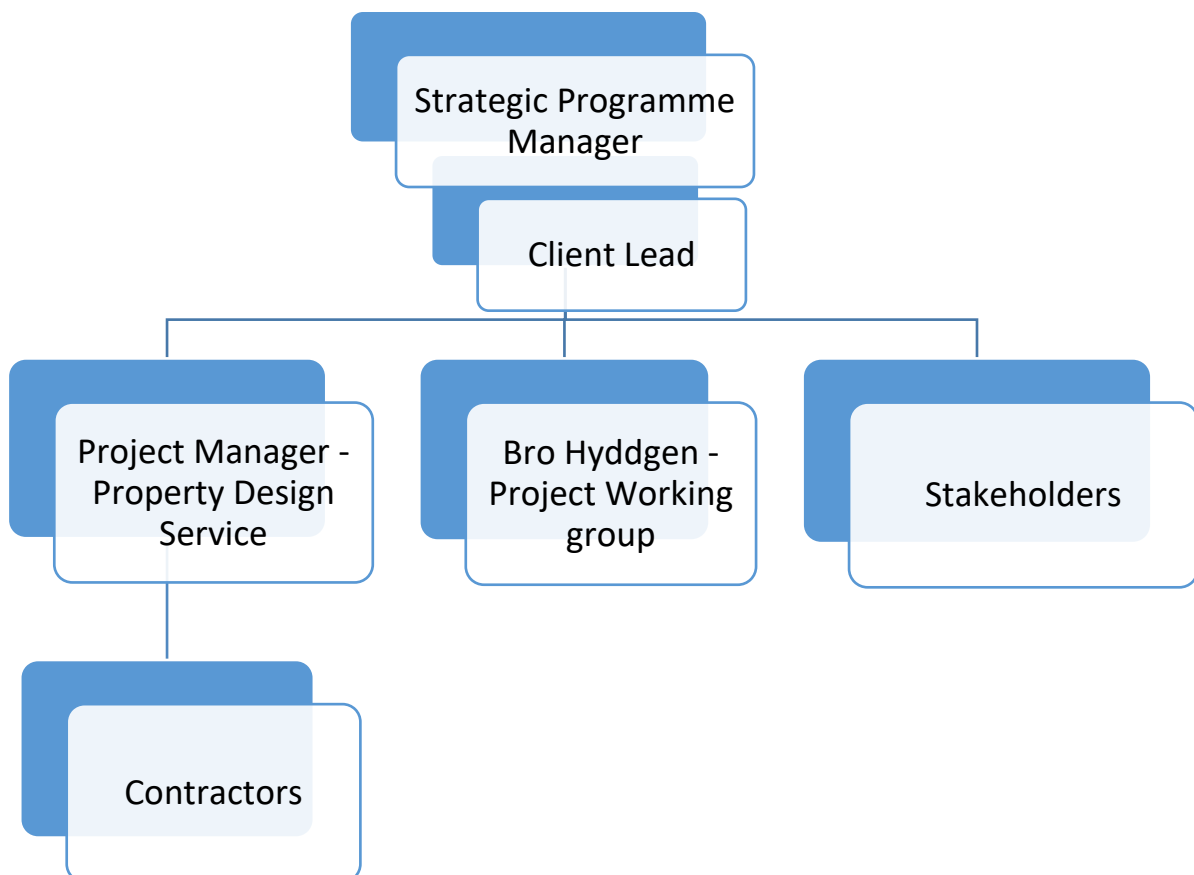 Strategic Programme
Manager
Client Lead
Project Manager -
Property Design
Service
Bro Hyddgen -
Project Working
group
Stakeholders
Contractors